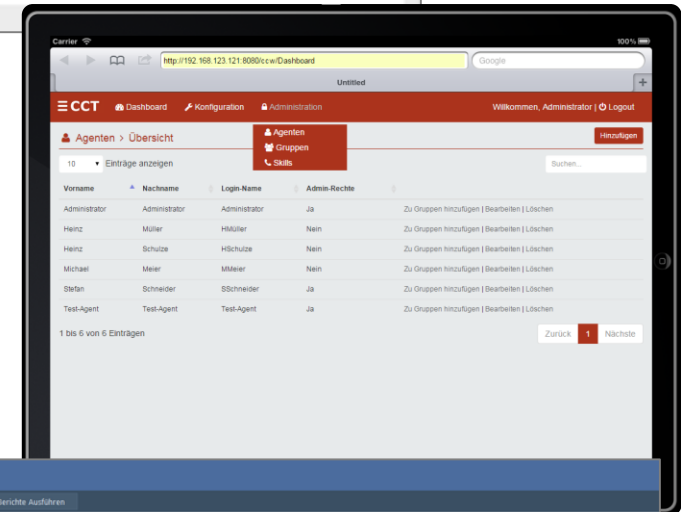 Carrier 100%
http://192.168.123.121:8080/ccw/Dashboard Google
Untitled +
CCT Dashboard Konfiguration Administration Willkommen, Administrator | Logout
Agenten > Übersicht Agenten Hinzufügen
Gruppen
10 Einträge anzeigen Skills Suchen...
Vorname Nachname Login-Name Admin-Rechte
Administrator Administrator Administrator Ja Zu Gruppen hinzufügen | Bearbeiten | Löschen
Heinz Müller HMüller Nein Zu Gruppen hinzufügen | Bearbeiten | Löschen
Heinz Schulze HSchulze Nein Zu Gruppen hinzufügen | Bearbeiten | Löschen
Michael Meier MMeier Nein Zu Gruppen hinzufügen | Bearbeiten | Löschen
Stefan Schneider SSchneider Ja Zu Gruppen hinzufügen | Bearbeiten | Löschen
Test-Agent Test-Agent Test-Agent Ja Zu Gruppen hinzufügen | Bearbeiten | Löschen
1 bis 6 von 6 Einträgen Zurück 1 Nächste
Berichte Ausführen